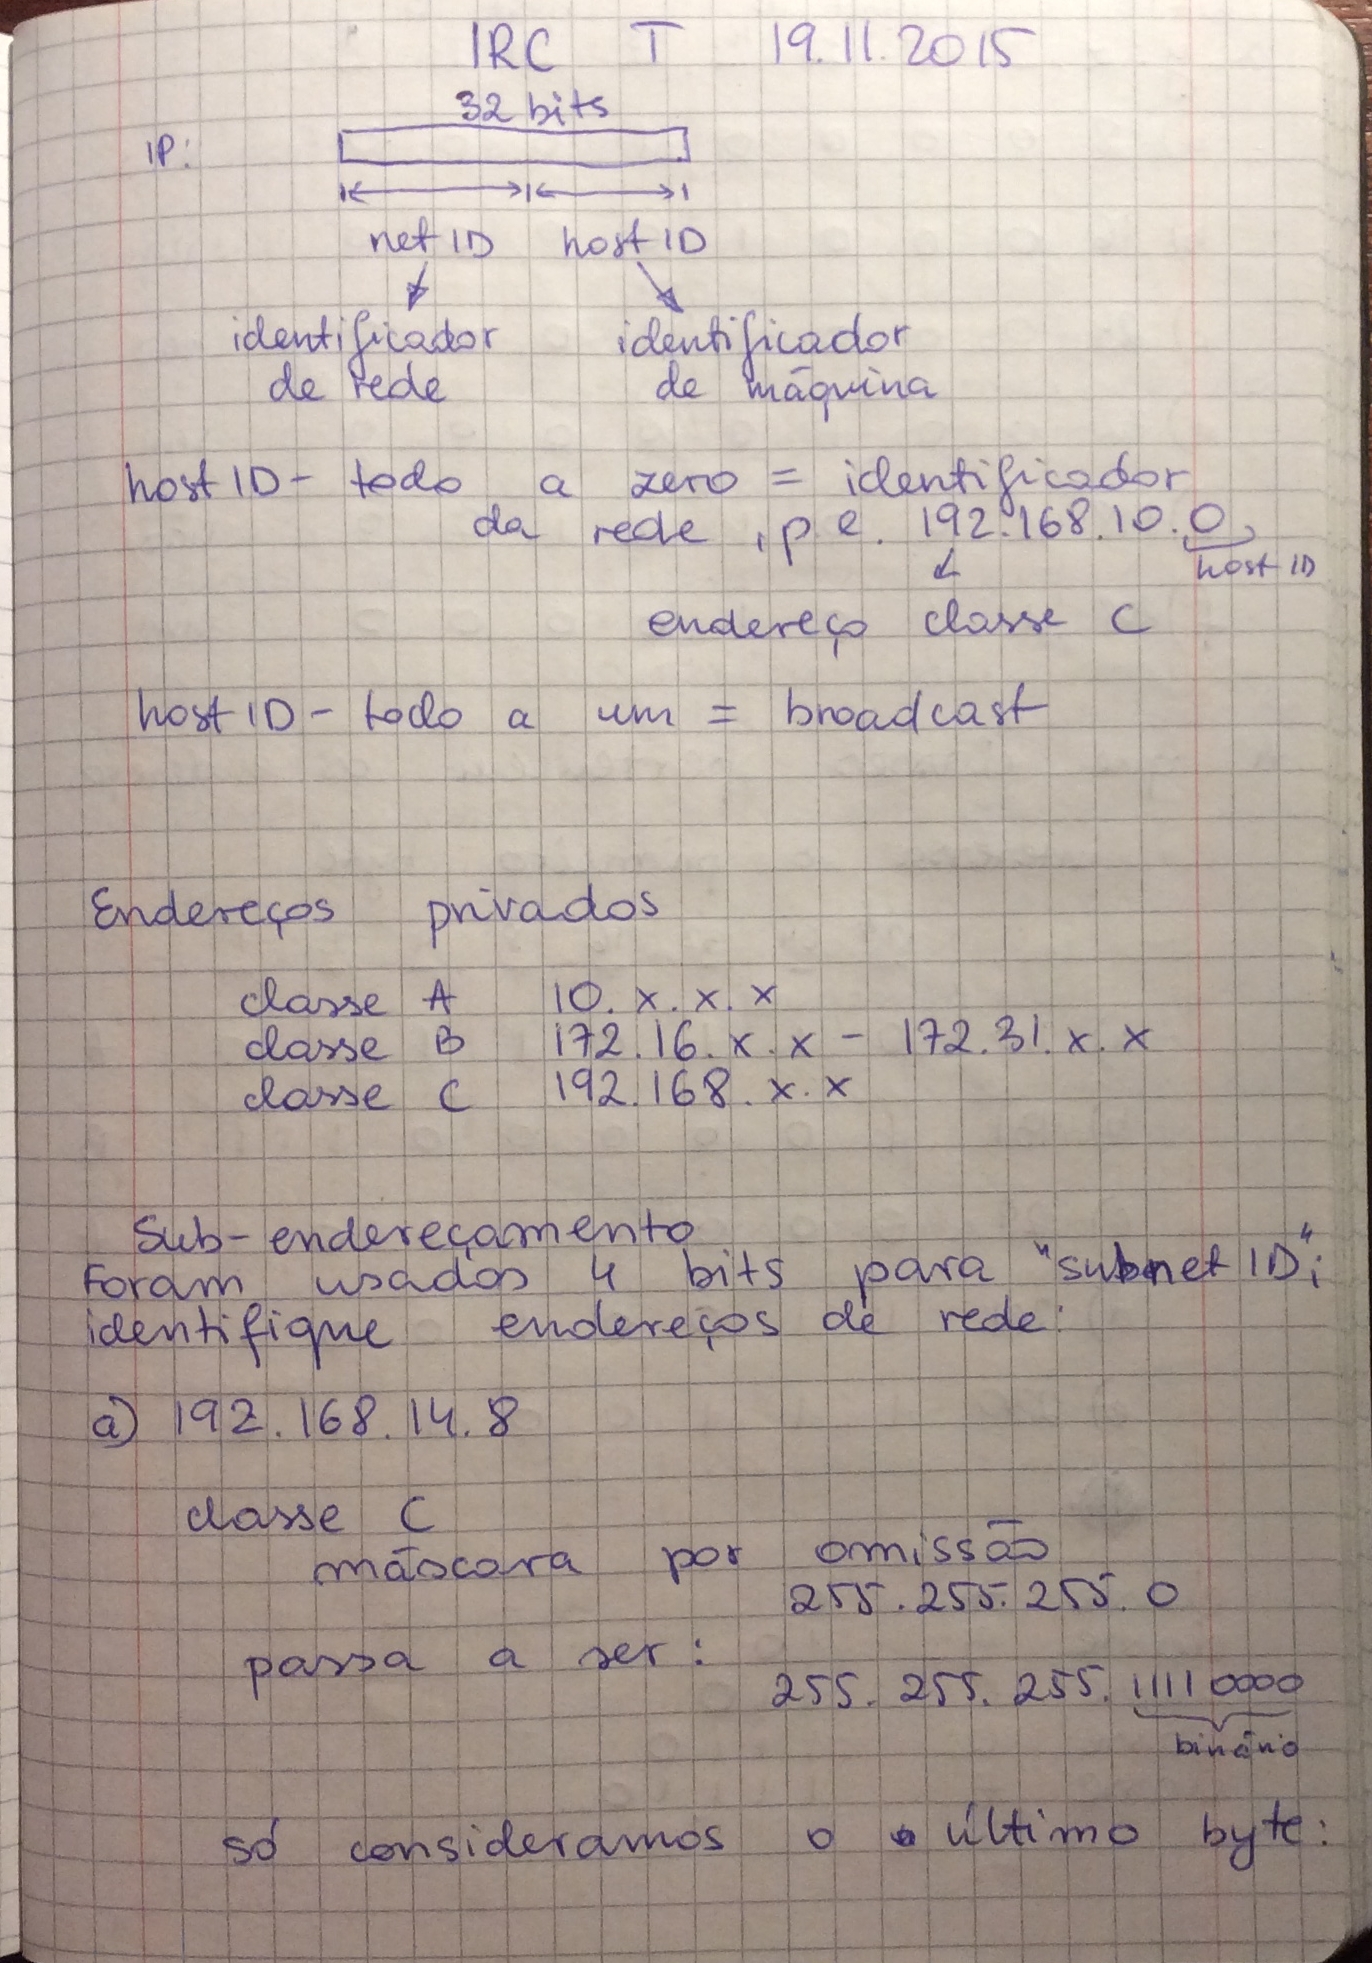 IRC T 19.11.2015
32 bits
IP:
net ID host ID
identificador identificador
de rede de máquina
host ID - todo a zero = identificador
da rede, p e. 192.168.10.0
host ID
endereço classe C
host ID - todo a um = broadcast
Endereços privados
classe A 10. x. x. x
classe B 172.16. x. x - 172.31. x. x
classe C 192.168. x. x
Sub-endereçamento
Foram usados 4 bits para "subnet ID";
identifique endereços de rede:
a) 192.168.14.8
classe C
máscara por omissão
255.255.255.0
passa a ser:
255.255.255.11110000
binário
só consideramos o último byte: